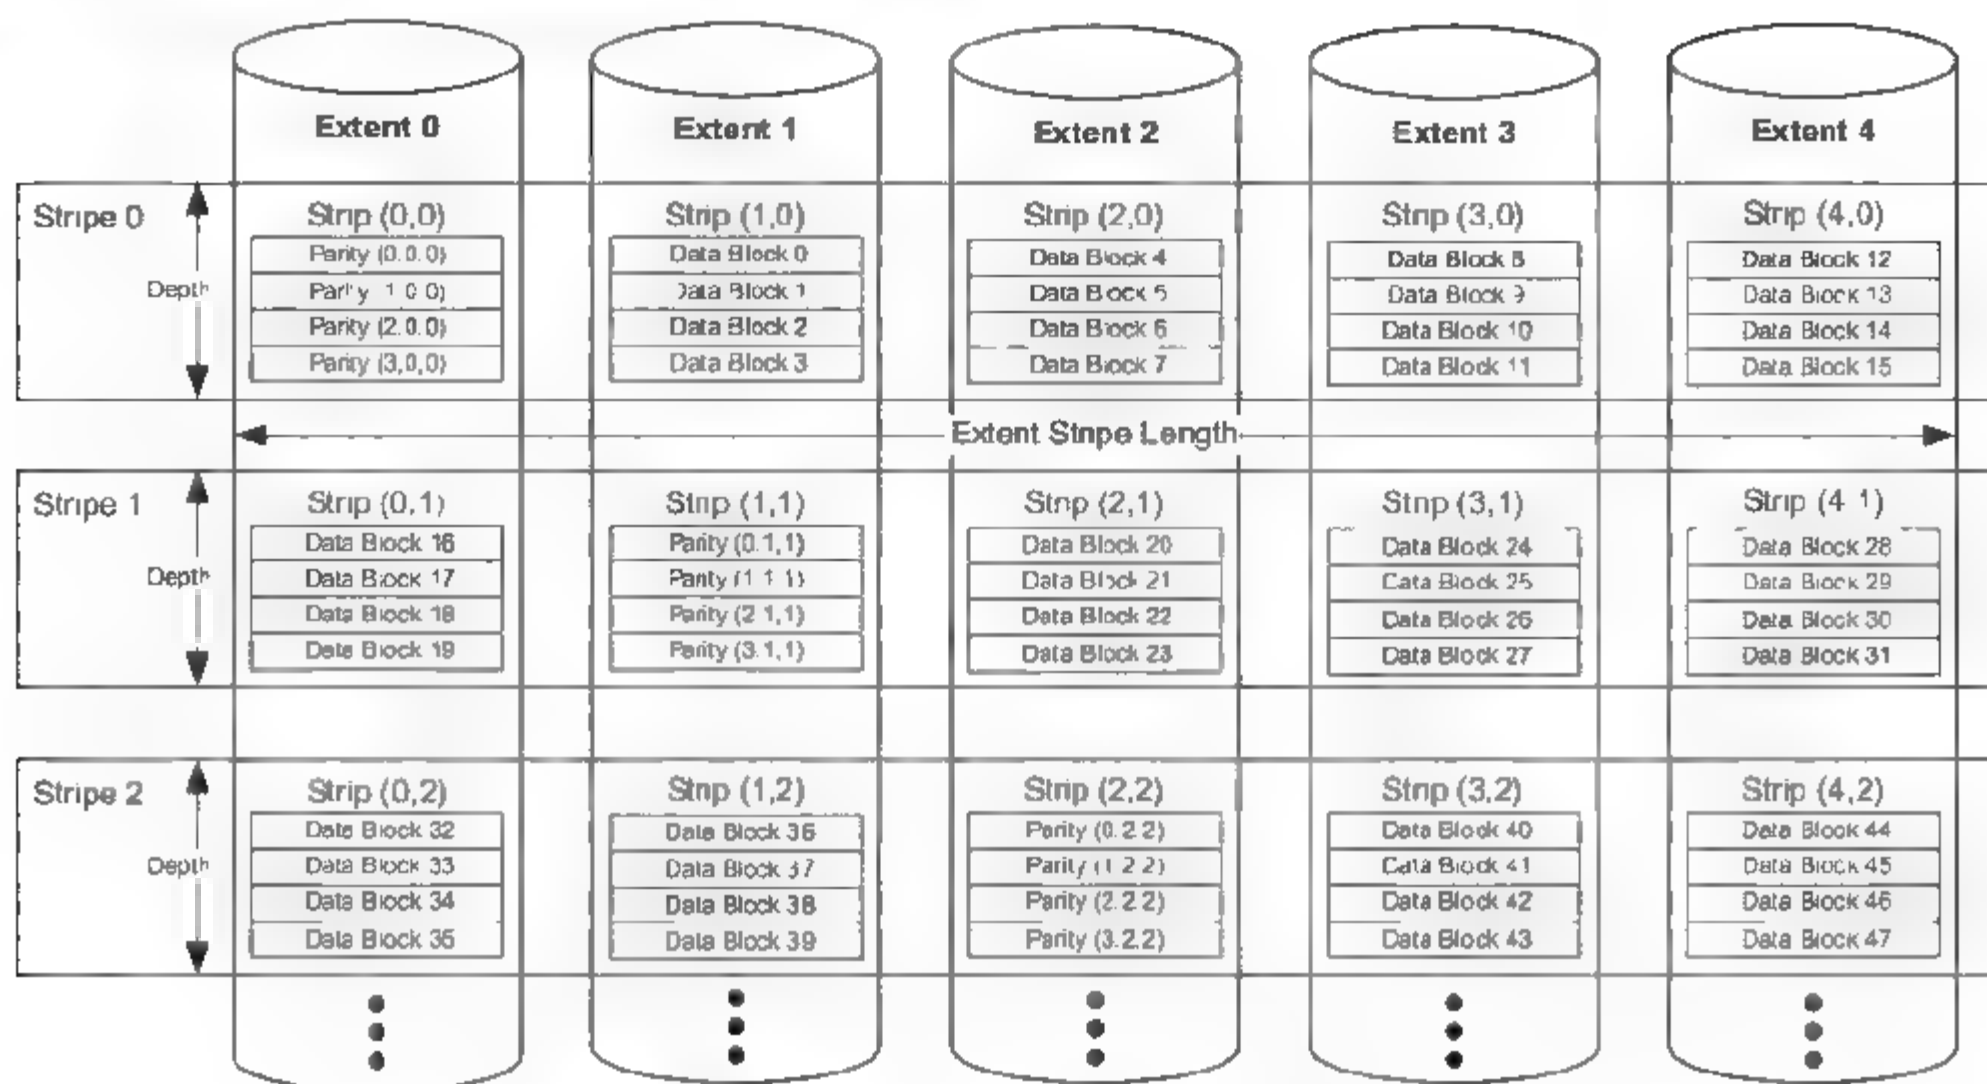 Extent 0 Extent 1 Extent 2 Extent 3 Extent 4
Stripe 0 Strip (0,0) Strip (1,0) Strip (2,0) Strip (3,0) Strip (4,0)
Parity (0,0,0) Data Block 0 Data Block 4 Data Block 8 Data Block 12
Depth Parity (1,0,0) Data Block 1 Data Block 5 Data Block 9 Data Block 13
Parity (2,0,0) Data Block 2 Data Block 6 Data Block 10 Data Block 14
Parity (3,0,0) Data Block 3 Data Block 7 Data Block 11 Data Block 15
Extent Stripe Length
Stripe 1 Strip (0,1) Strip (1,1) Strip (2,1) Strip (3,1) Strip (4,1)
Data Block 16 Parity (0,1,1) Data Block 20 Data Block 24 Data Block 28
Depth Data Block 17 Parity (1,1,1) Data Block 21 Data Block 25 Data Block 29
Data Block 18 Parity (2,1,1) Data Block 22 Data Block 26 Data Block 30
Data Block 19 Parity (3,1,1) Data Block 23 Data Block 27 Data Block 31
Stripe 2 Strip (0,2) Strip (1,2) Strip (2,2) Strip (3,2) Strip (4,2)
Data Block 32 Data Block 36 Parity (0,2,2) Data Block 40 Data Block 44
Depth Data Block 33 Data Block 37 Parity (1,2,2) Data Block 41 Data Block 45
Data Block 34 Data Block 38 Parity (2,2,2) Data Block 42 Data Block 46
Data Block 35 Data Block 39 Parity (3,2,2) Data Block 43 Data Block 47